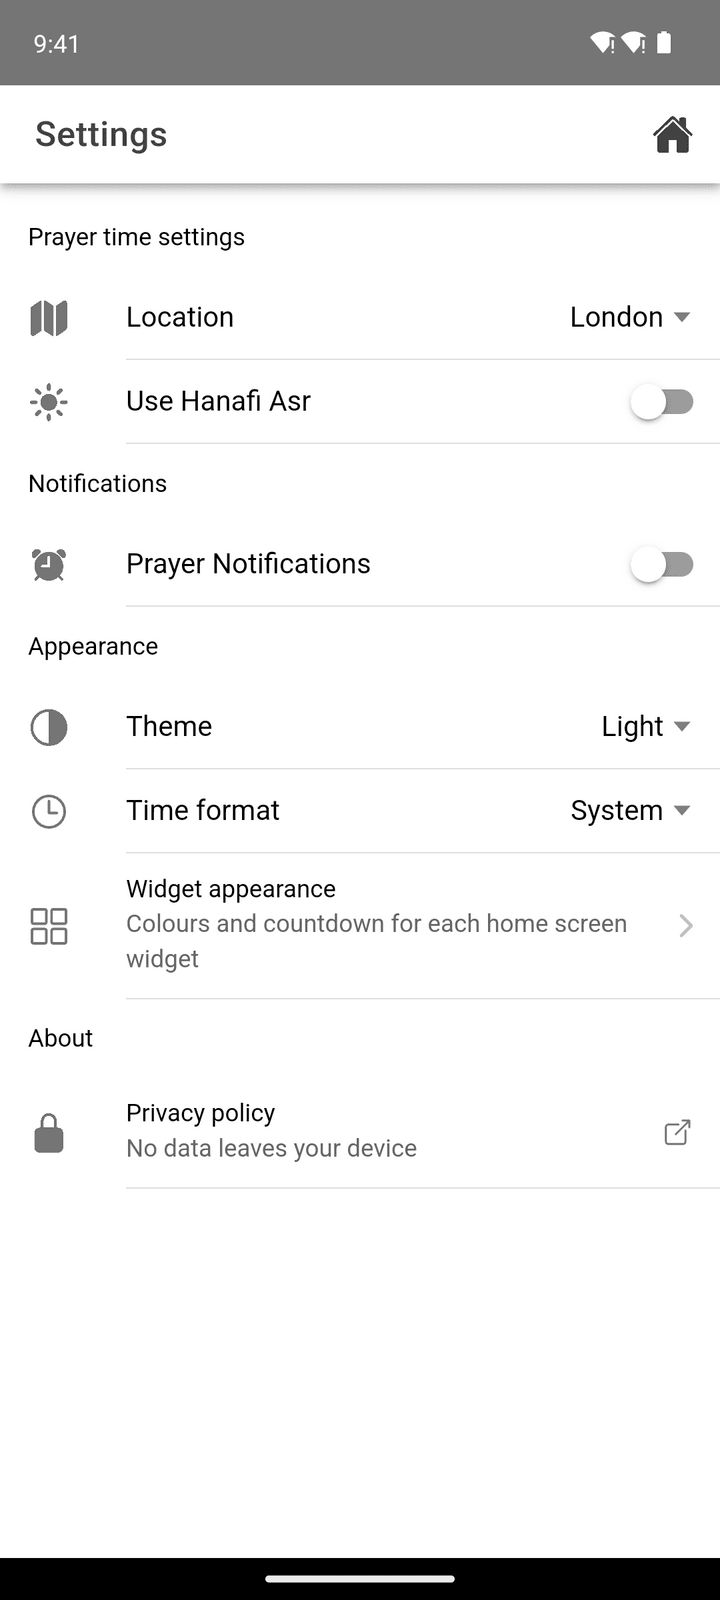 9:41
Settings
Prayer time settings
Location
London
Use Hanafi Asr
Notifications
Prayer Notifications
Appearance
Theme
Light
Time format
System
Widget appearance
Colours and countdown for each home screen
widget
About
Privacy policy
No data leaves your device